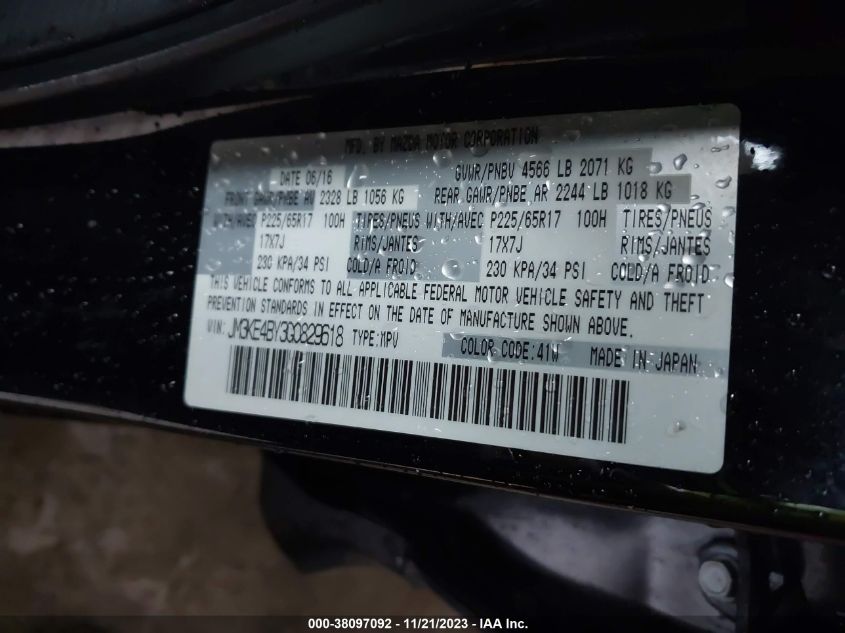 MFD. BY MAZDA MOTOR CORPORATION
DATE 06/16 GVWR/PNBV 4566 LB 2071 KG
FRONT GAWR/PNBE AV 2328 LB 1056 KG REAR GAWR/PNBE AR 2244 LB 1018 KG
WITH/AVEC P225/65R17 100H TIRES/PNEUS WITH/AVEC P225/65R17 100H TIRES/PNEUS
17X7J RIMS/JANTES 17X7J RIMS/JANTES
230 KPA/34 PSI COLD/A FROID 230 KPA/34 PSI COLD/A FROID
THIS VEHICLE CONFORMS TO ALL APPLICABLE FEDERAL MOTOR VEHICLE SAFETY AND THEFT
PREVENTION STANDARDS IN EFFECT ON THE DATE OF MANUFACTURE SHOWN ABOVE.
VIN: JM3KE4BY3G0829618 TYPE:MPV COLOR CODE:41W MADE IN JAPAN
000-38097092 - 11/21/2023 - IAA Inc.